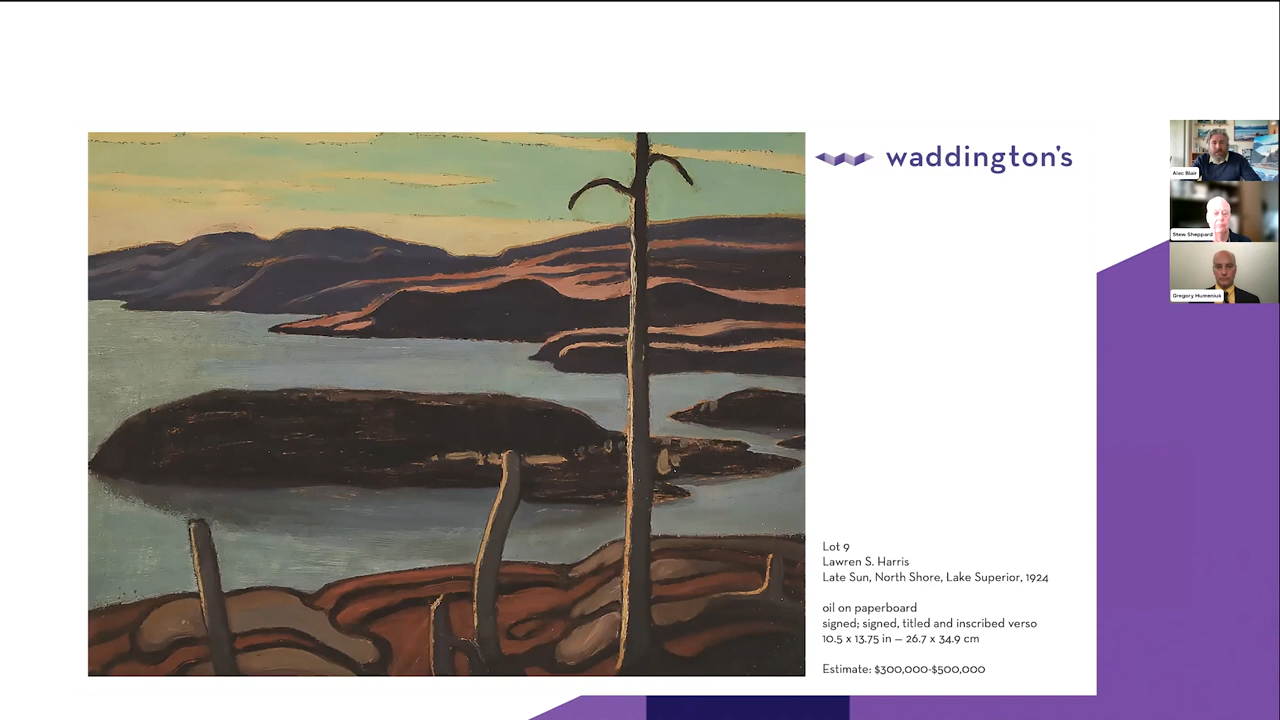 waddington's
Alec Blair
Stew Sheppard
Gregory Humeniuk
Lot 9
Lawren S. Harris
Late Sun, North Shore, Lake Superior, 1924
oil on paperboard
signed; signed, titled and inscribed verso
10.5 x 13.75 in — 26.7 x 34.9 cm
Estimate: $300,000-$500,000